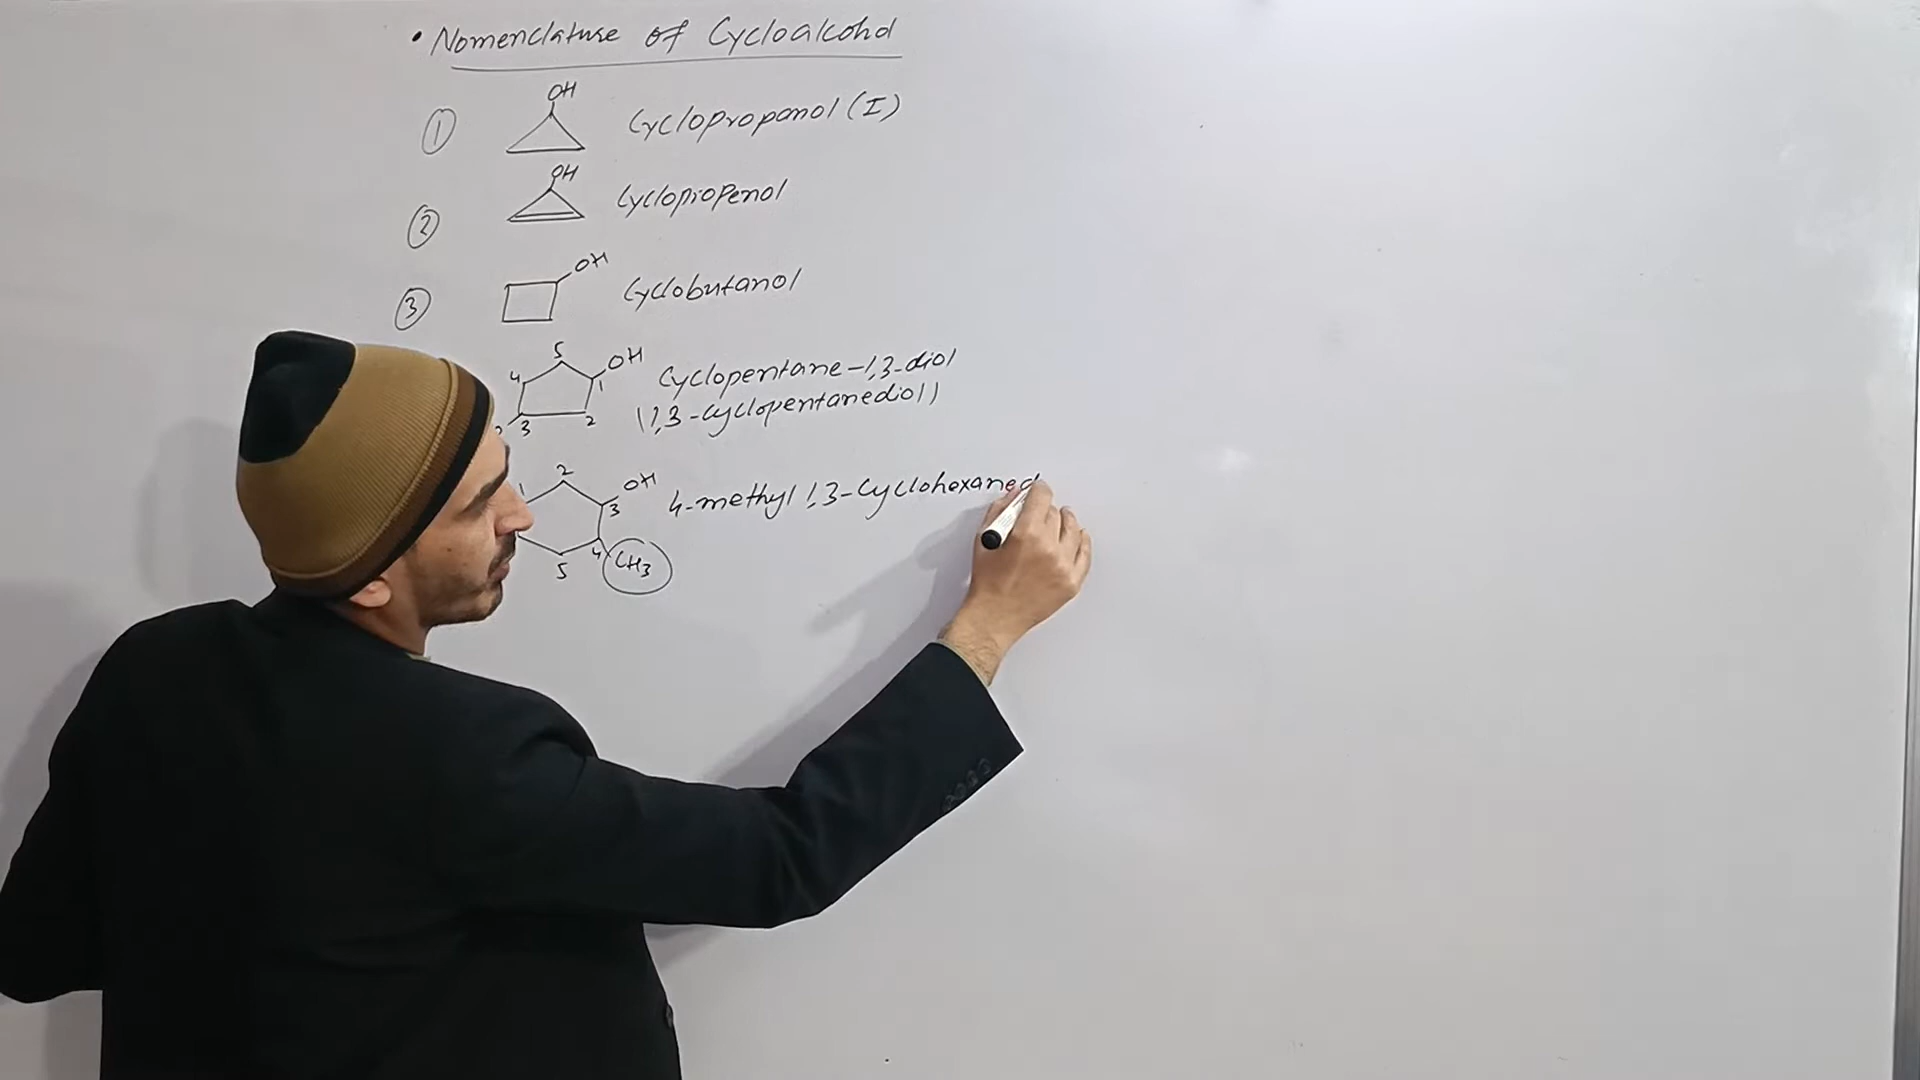 • Nomenclature of Cycloalcohol
① OH Cyclopropanol (I)
② OH Cyclopropenol
③ OH Cyclobutanol
5 4 OH 1 Cyclopentane-1,3-diol
3 2 (1,3-cyclopentanediol)
1 2 OH 3 4-methyl 1,3-Cyclohexaned
5 4 CH3